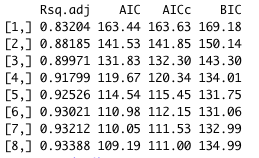 Rsq.adj AIC AICc BIC
[1,] 0.83204 163.44 163.63 169.18
[2,] 0.88185 141.53 141.85 150.14
[3,] 0.89971 131.83 132.30 143.30
[4,] 0.91799 119.67 120.34 134.01
[5,] 0.92526 114.54 115.45 131.75
[6,] 0.93021 110.98 112.15 131.06
[7,] 0.93212 110.05 111.53 132.99
[8,] 0.93388 109.19 111.00 134.99